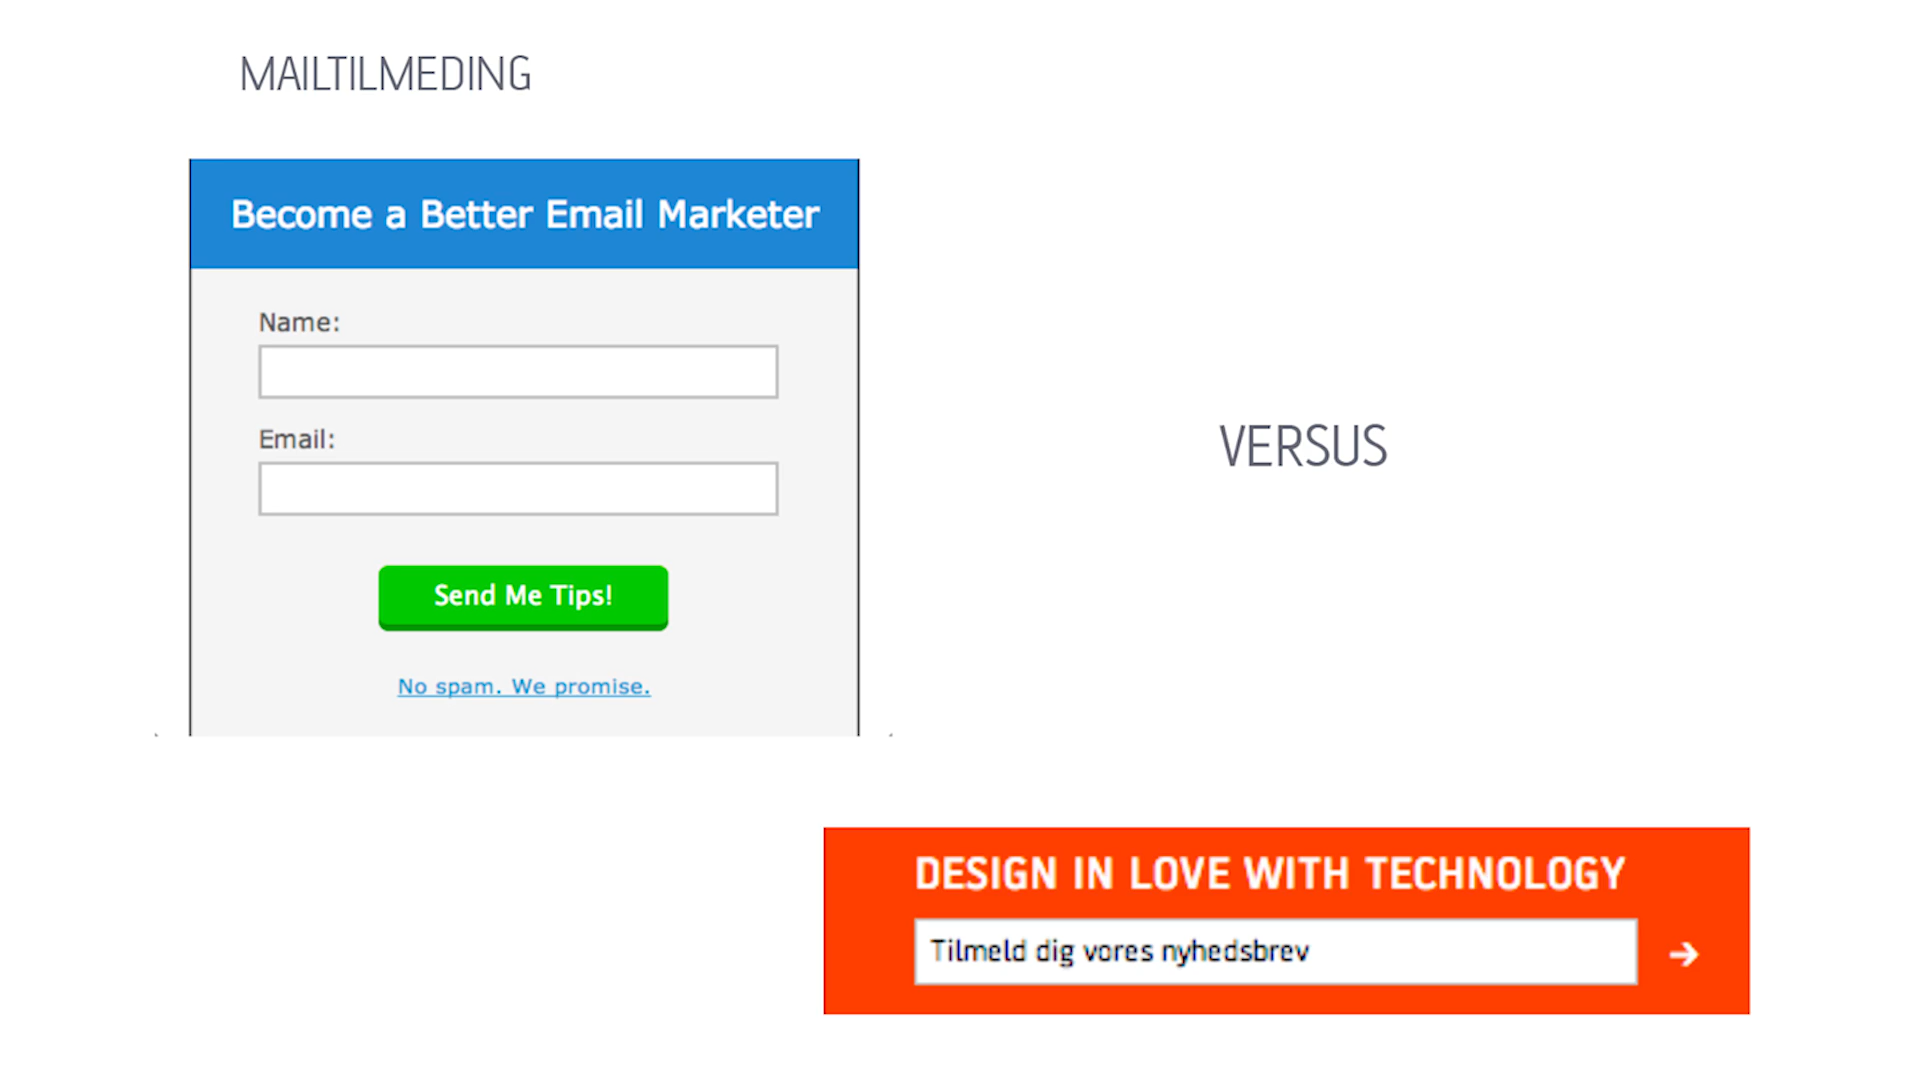 MAILTILMEDING
Become a Better Email Marketer
Name:
Email:
Send Me Tips!
No spam. We promise.
VERSUS
DESIGN IN LOVE WITH TECHNOLOGY
Tilmeld dig vores nyhedsbrev